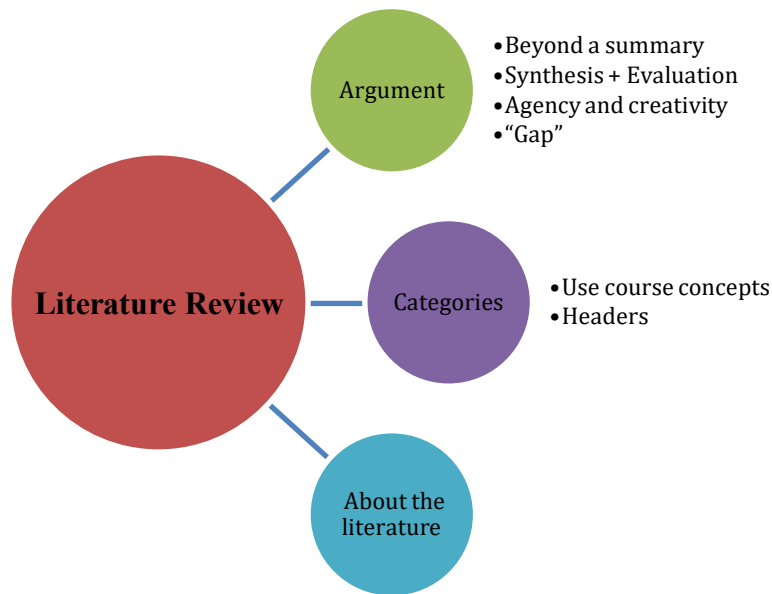 Literature Review
Argument
•Beyond a summary
•Synthesis + Evaluation
•Agency and creativity
•“Gap”
Categories
•Use course concepts
•Headers
About the
literature